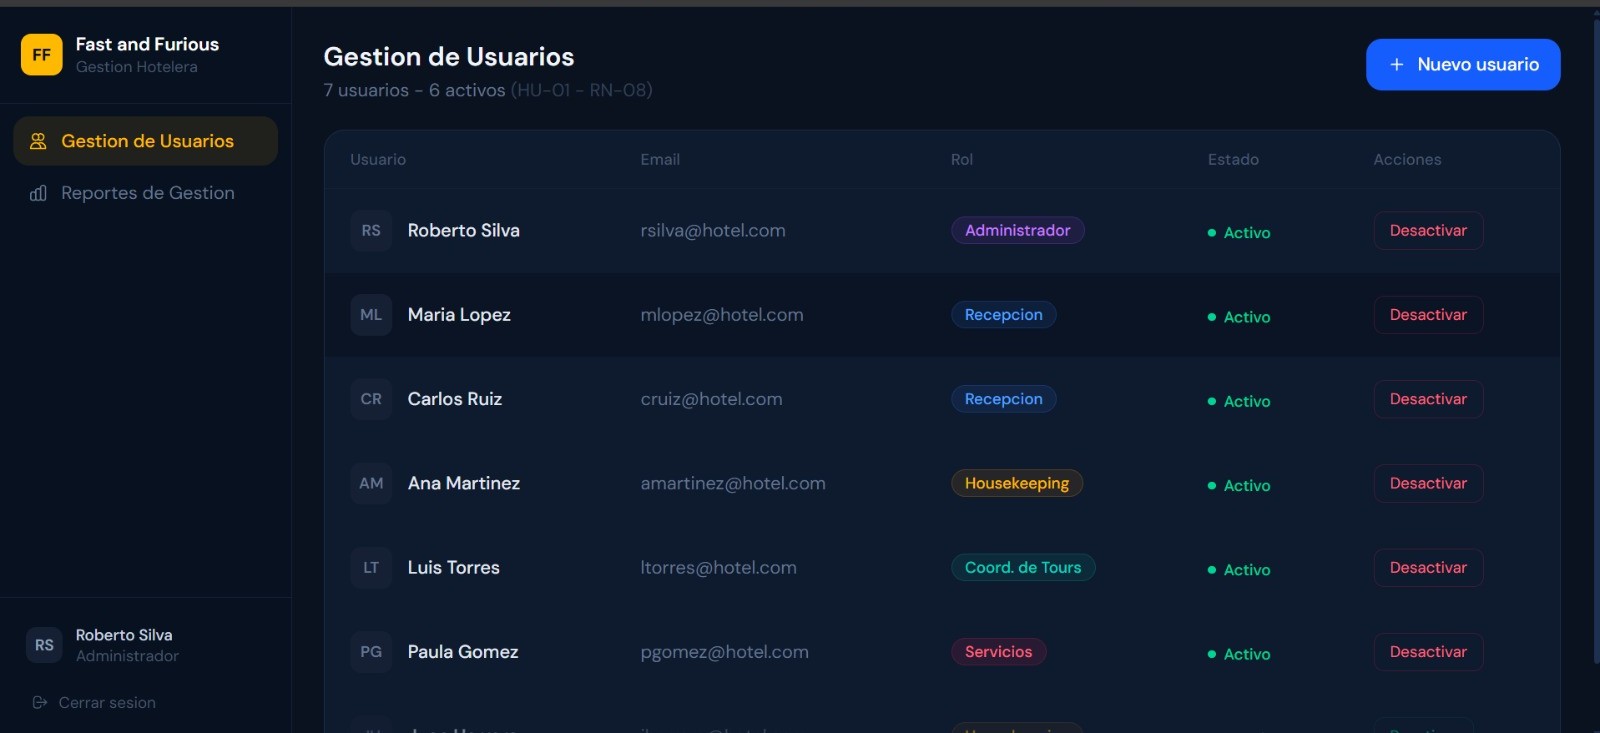 FF
Fast and Furious
Gestion Hotelera
Gestion de Usuarios
Reportes de Gestion
RS
Roberto Silva
Administrador
Cerrar sesion
Gestion de Usuarios
7 usuarios - 6 activos (HU-01 - RN-08)
+ Nuevo usuario
Usuario Email Rol Estado Acciones
RS Roberto Silva rsilva@hotel.com Administrador Activo Desactivar
ML Maria Lopez mlopez@hotel.com Recepcion Activo Desactivar
CR Carlos Ruiz cruiz@hotel.com Recepcion Activo Desactivar
AM Ana Martinez amartinez@hotel.com Housekeeping Activo Desactivar
LT Luis Torres ltorres@hotel.com Coord. de Tours Activo Desactivar
PG Paula Gomez pgomez@hotel.com Servicios Activo Desactivar